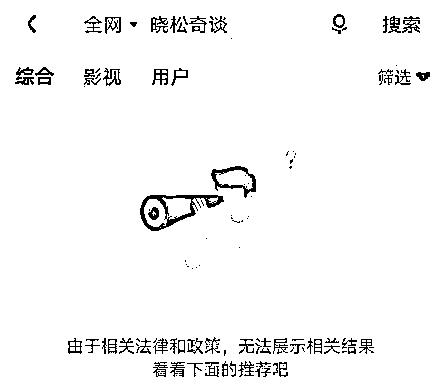 全网 晓松奇谈 搜索
综合 影视 用户 筛选
?
由于相关法律和政策，无法展示相关结果
看看下面的推荐吧